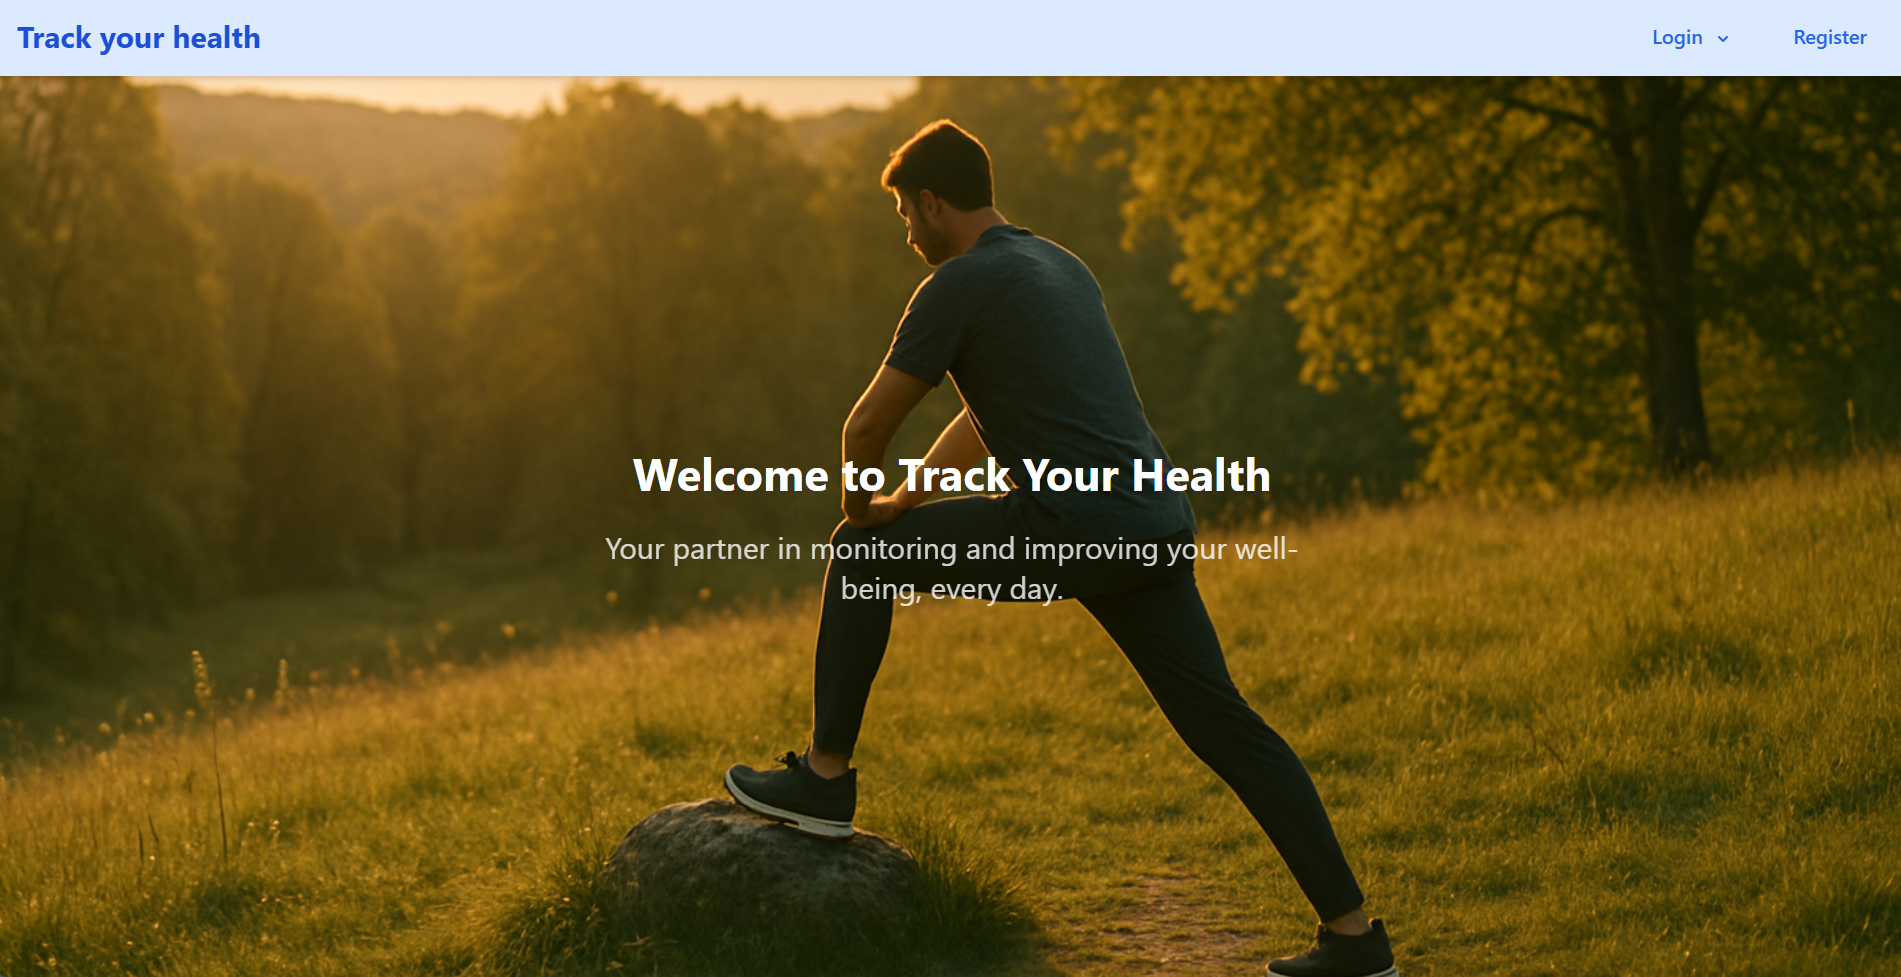 Track your health
Login
Register
Welcome to Track Your Health
Your partner in monitoring and improving your well-
being, every day.